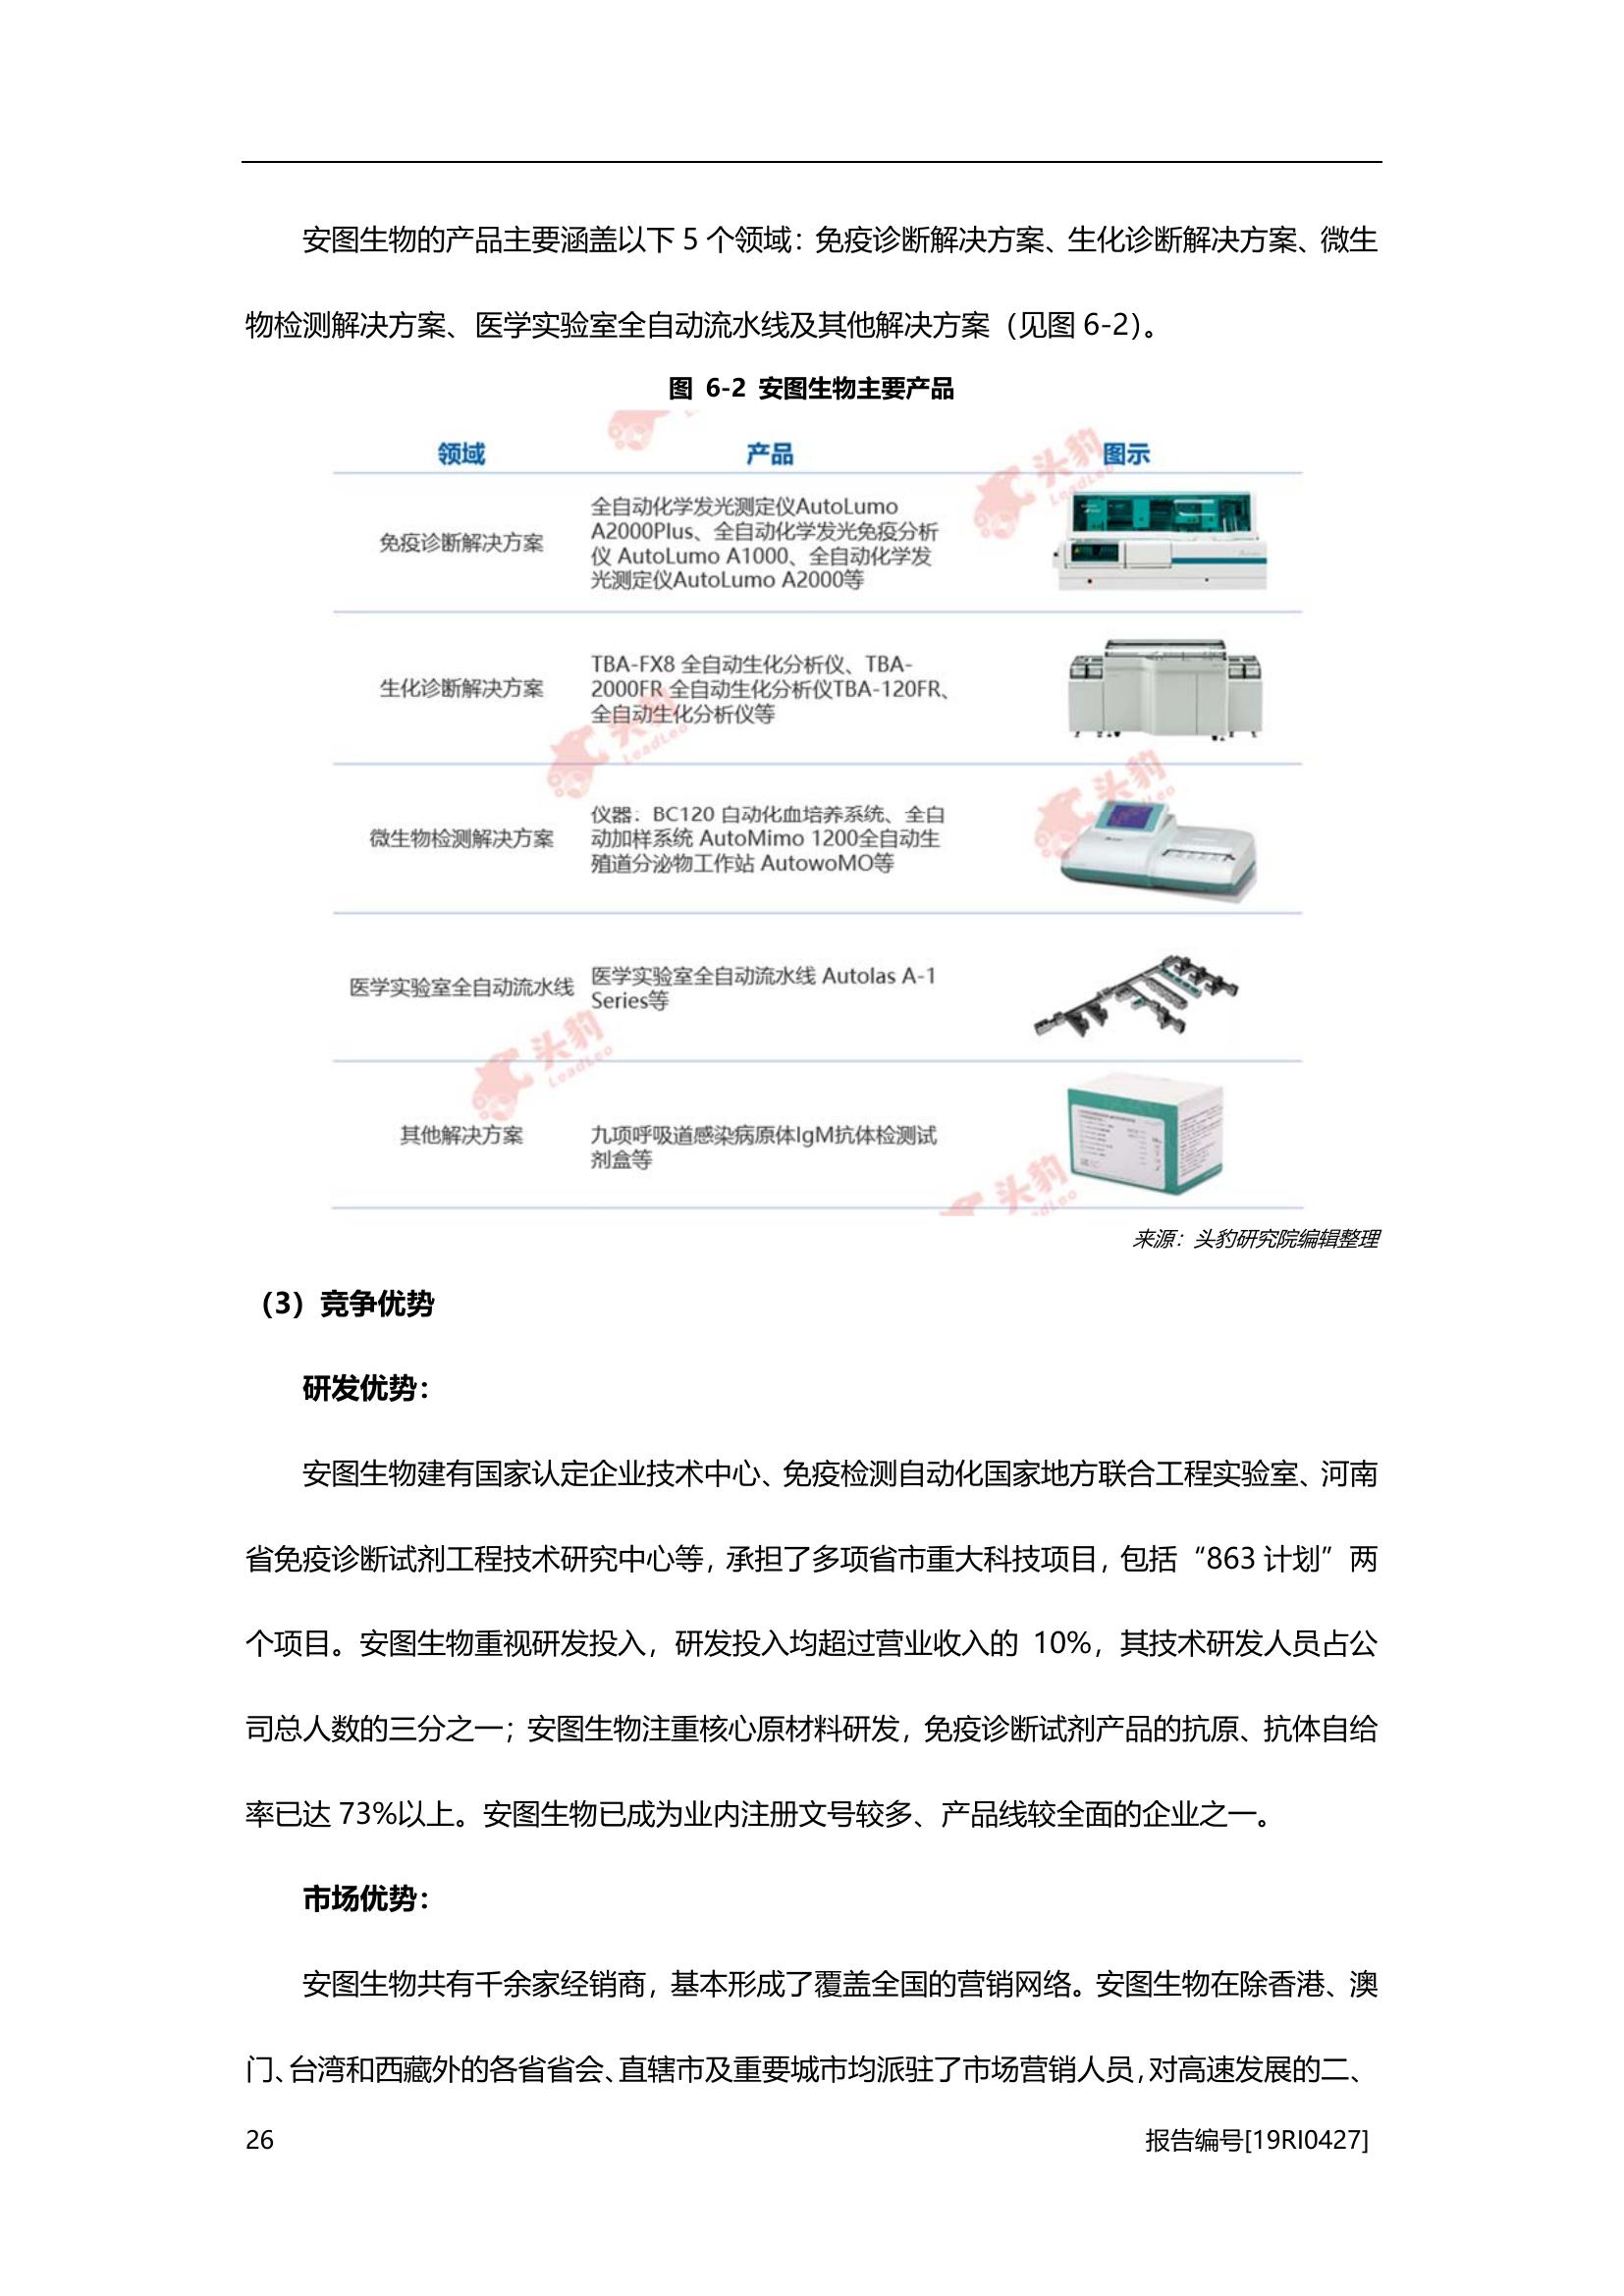 安图生物的产品主要涵盖以下 5 个领域：免疫诊断解决方案、生化诊断解决方案、微生
物检测解决方案、医学实验室全自动流水线及其他解决方案（见图 6-2）。
图 6-2 安图生物主要产品
领域 产品 图示
免疫诊断解决方案
全自动化学发光测定仪AutoLumo
A2000Plus、全自动化学发光免疫分析
仪 AutoLumo A1000、全自动化学发
光测定仪AutoLumo A2000等
生化诊断解决方案
TBA-FX8 全自动生化分析仪、TBA-
2000FR 全自动生化分析仪TBA-120FR、
全自动生化分析仪等
微生物检测解决方案
仪器：BC120 自动化血培养系统、全自
动加样系统 AutoMimo 1200全自动生
殖道分泌物工作站 AutowoMO等
医学实验室全自动流水线
医学实验室全自动流水线 Autolas A-1
Series等
其他解决方案
九项呼吸道感染病原体IgM抗体检测试
剂盒等
头豹
LeadLeo
头豹
LeadLeo
头豹
头豹
LeadLeo
头豹
来源：头豹研究院编辑整理
（3）竞争优势
研发优势：
安图生物建有国家认定企业技术中心、免疫检测自动化国家地方联合工程实验室、河南
省免疫诊断试剂工程技术研究中心等，承担了多项省市重大科技项目，包括“863 计划”两
个项目。安图生物重视研发投入，研发投入均超过营业收入的 10%，其技术研发人员占公
司总人数的三分之一；安图生物注重核心原材料研发，免疫诊断试剂产品的抗原、抗体自给
率已达 73%以上。安图生物已成为业内注册文号较多、产品线较全面的企业之一。
市场优势：
安图生物共有千余家经销商，基本形成了覆盖全国的营销网络。安图生物在除香港、澳
门、台湾和西藏外的各省省会、直辖市及重要城市均派驻了市场营销人员，对高速发展的二、
26 报告编号[19RI0427]